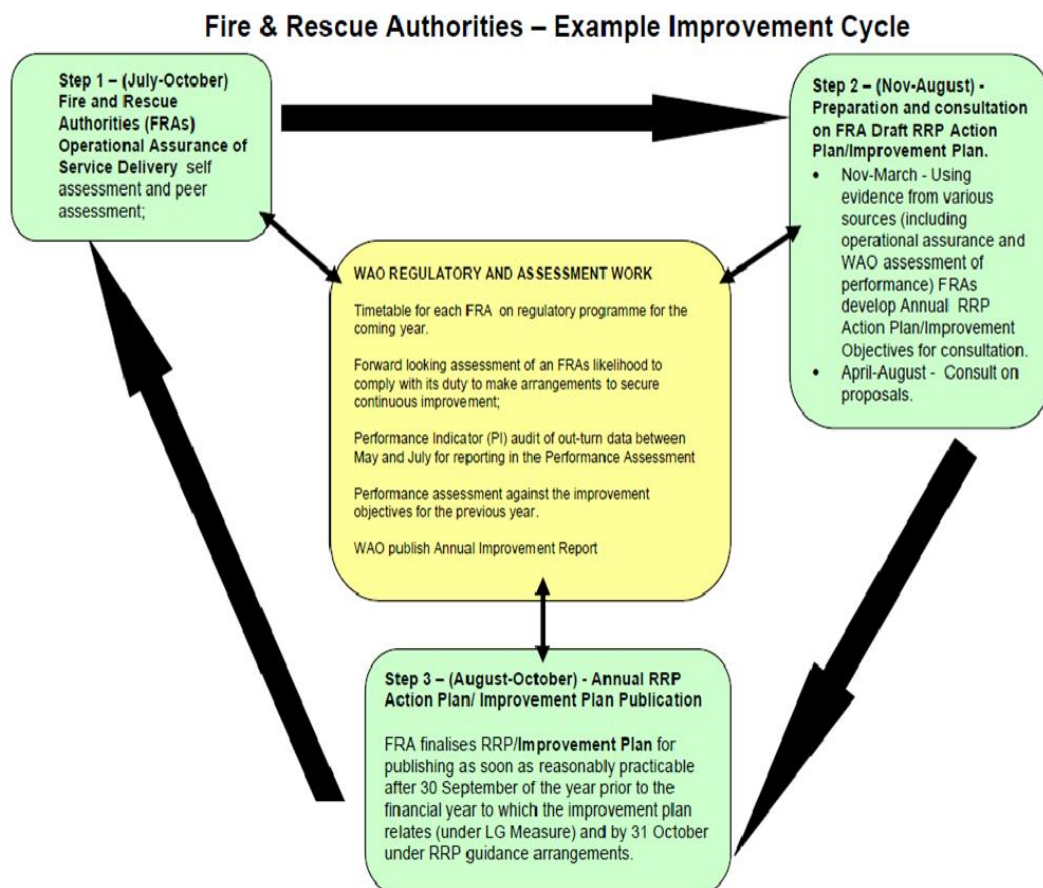 Fire & Rescue Authorities – Example Improvement Cycle
Step 1 – (July-October)
Fire and Rescue
Authorities (FRAs)
Operational Assurance of
Service Delivery self
assessment and peer
assessment;
Step 2 – (Nov-August) -
Preparation and consultation
on FRA Draft RRP Action
Plan/Improvement Plan.
• Nov-March - Using
evidence from various
sources (including
operational assurance and
WAO assessment of
performance) FRAs
develop Annual RRP
Action Plan/Improvement
Objectives for consultation.
• April-August - Consult on
proposals.
WAO REGULATORY AND ASSESSMENT WORK
Timetable for each FRA on regulatory programme for the
coming year.
Forward looking assessment of an FRAs likelihood to
comply with its duty to make arrangements to secure
continuous improvement;
Performance Indicator (PI) audit of out-turn data between
May and July for reporting in the Performance Assessment
Performance assessment against the improvement
objectives for the previous year.
WAO publish Annual Improvement Report
Step 3 – (August-October) - Annual RRP
Action Plan/ Improvement Plan Publication
FRA finalises RRP/Improvement Plan for
publishing as soon as reasonably practicable
after 30 September of the year prior to the
financial year to which the improvement plan
relates (under LG Measure) and by 31 October
under RRP guidance arrangements.